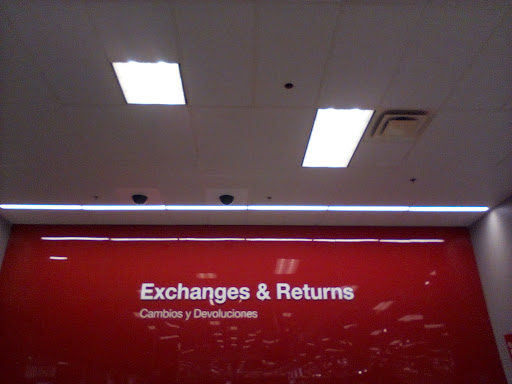 Exchanges & Returns
Cambios y Devoluciones